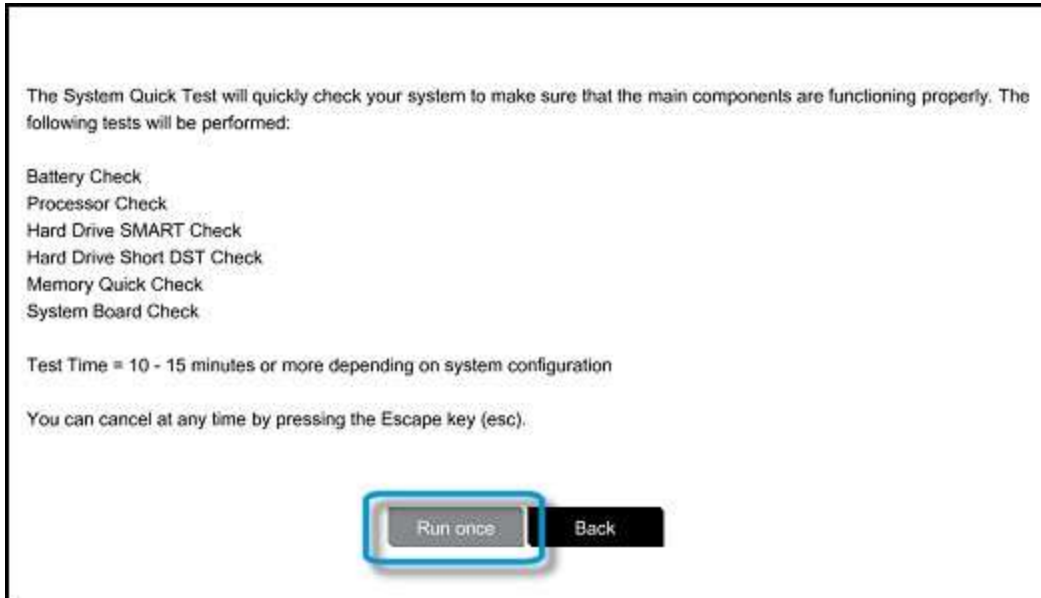 The System Quick Test will quickly check your system to make sure that the main components are functioning properly. The
following tests will be performed:
Battery Check
Processor Check
Hard Drive SMART Check
Hard Drive Short DST Check
Memory Quick Check
System Board Check
Test Time = 10 - 15 minutes or more depending on system configuration
You can cancel at any time by pressing the Escape key (esc).
Run once Back